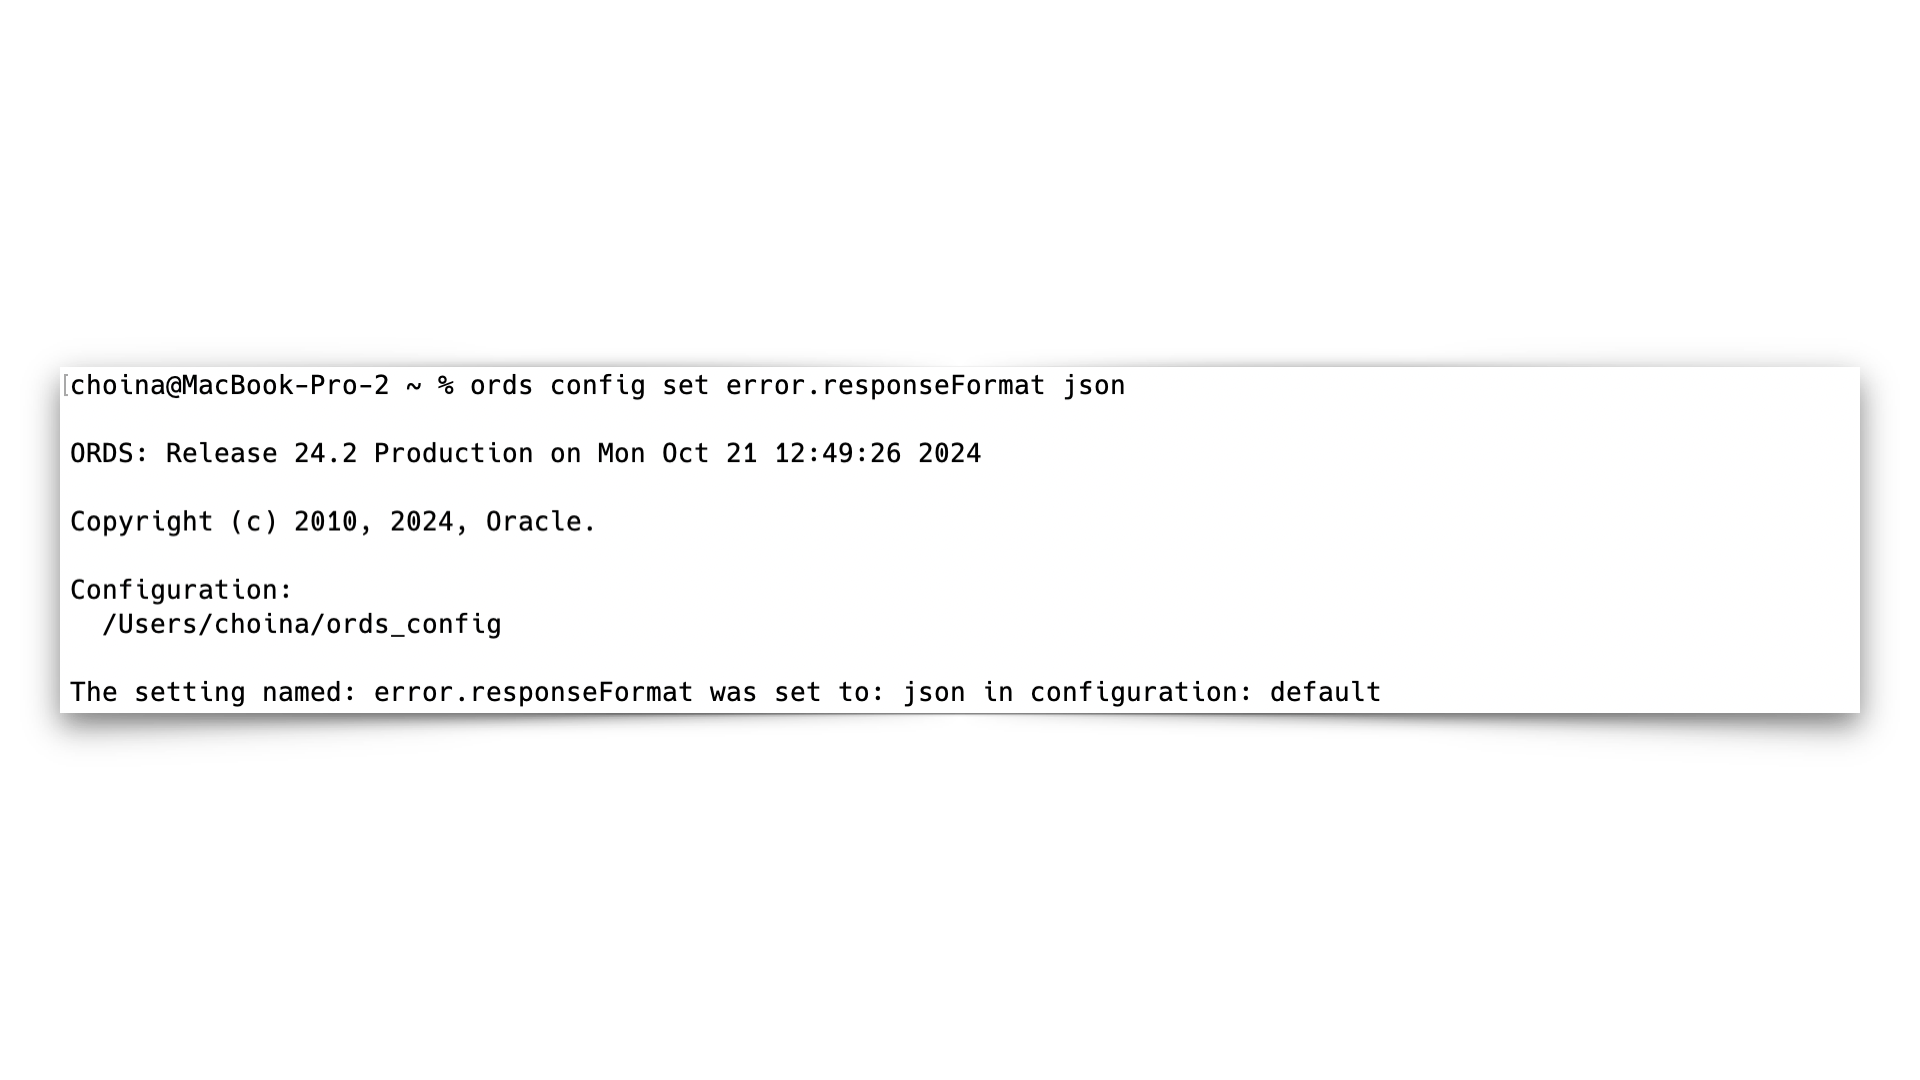 [choina@MacBook-Pro-2 ~ % ords config set error.responseFormat json
ORDS: Release 24.2 Production on Mon Oct 21 12:49:26 2024
Copyright (c) 2010, 2024, Oracle.
Configuration:
/Users/choina/ords_config
The setting named: error.responseFormat was set to: json in configuration: default